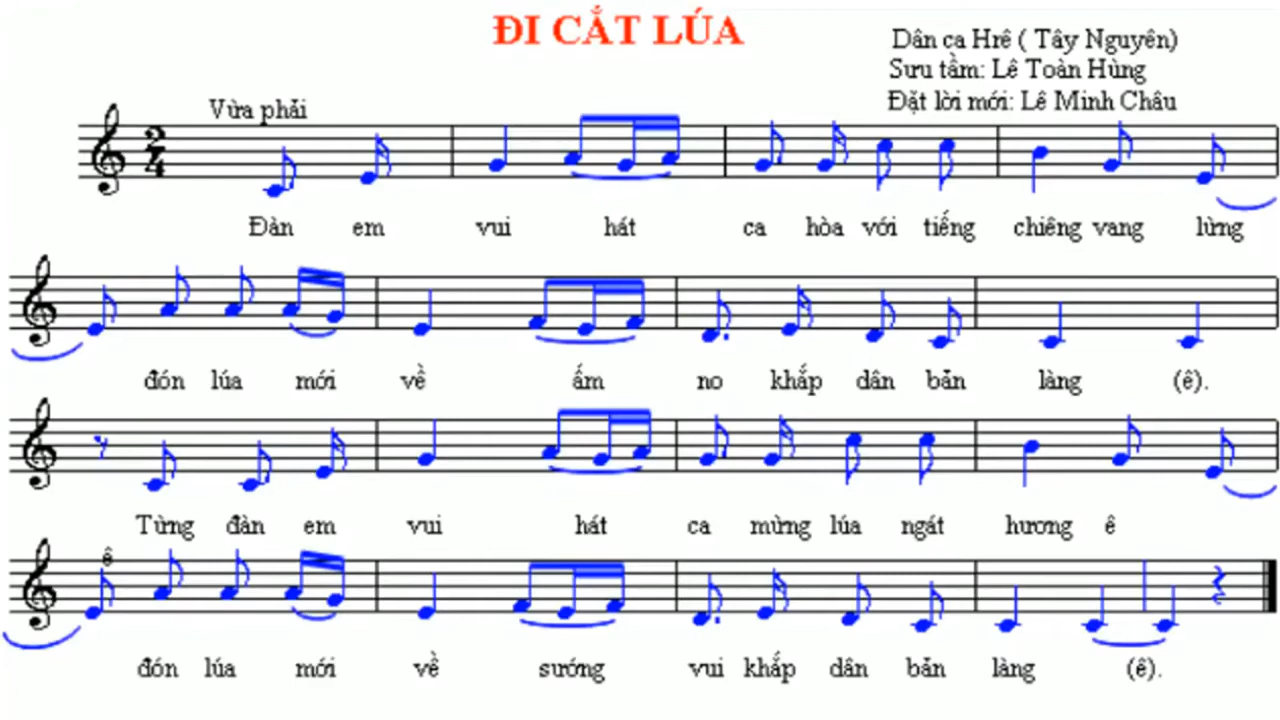 ĐI CẮT LÚA
Dân ca Hrê ( Tây Nguyên)
Sưu tầm: Lê Toàn Hùng
Đặt lời mới: Lê Minh Châu
Vừa phải
2
4
Đàn em vui hát ca hòa với tiếng chiêng vang lừng
đón lúa mới về ấm no khắp dân bản làng (ê).
Từng đàn em vui hát ca mừng lúa ngát hương ê
ê
đón lúa mới về sướng vui khắp dân bản làng (ê).